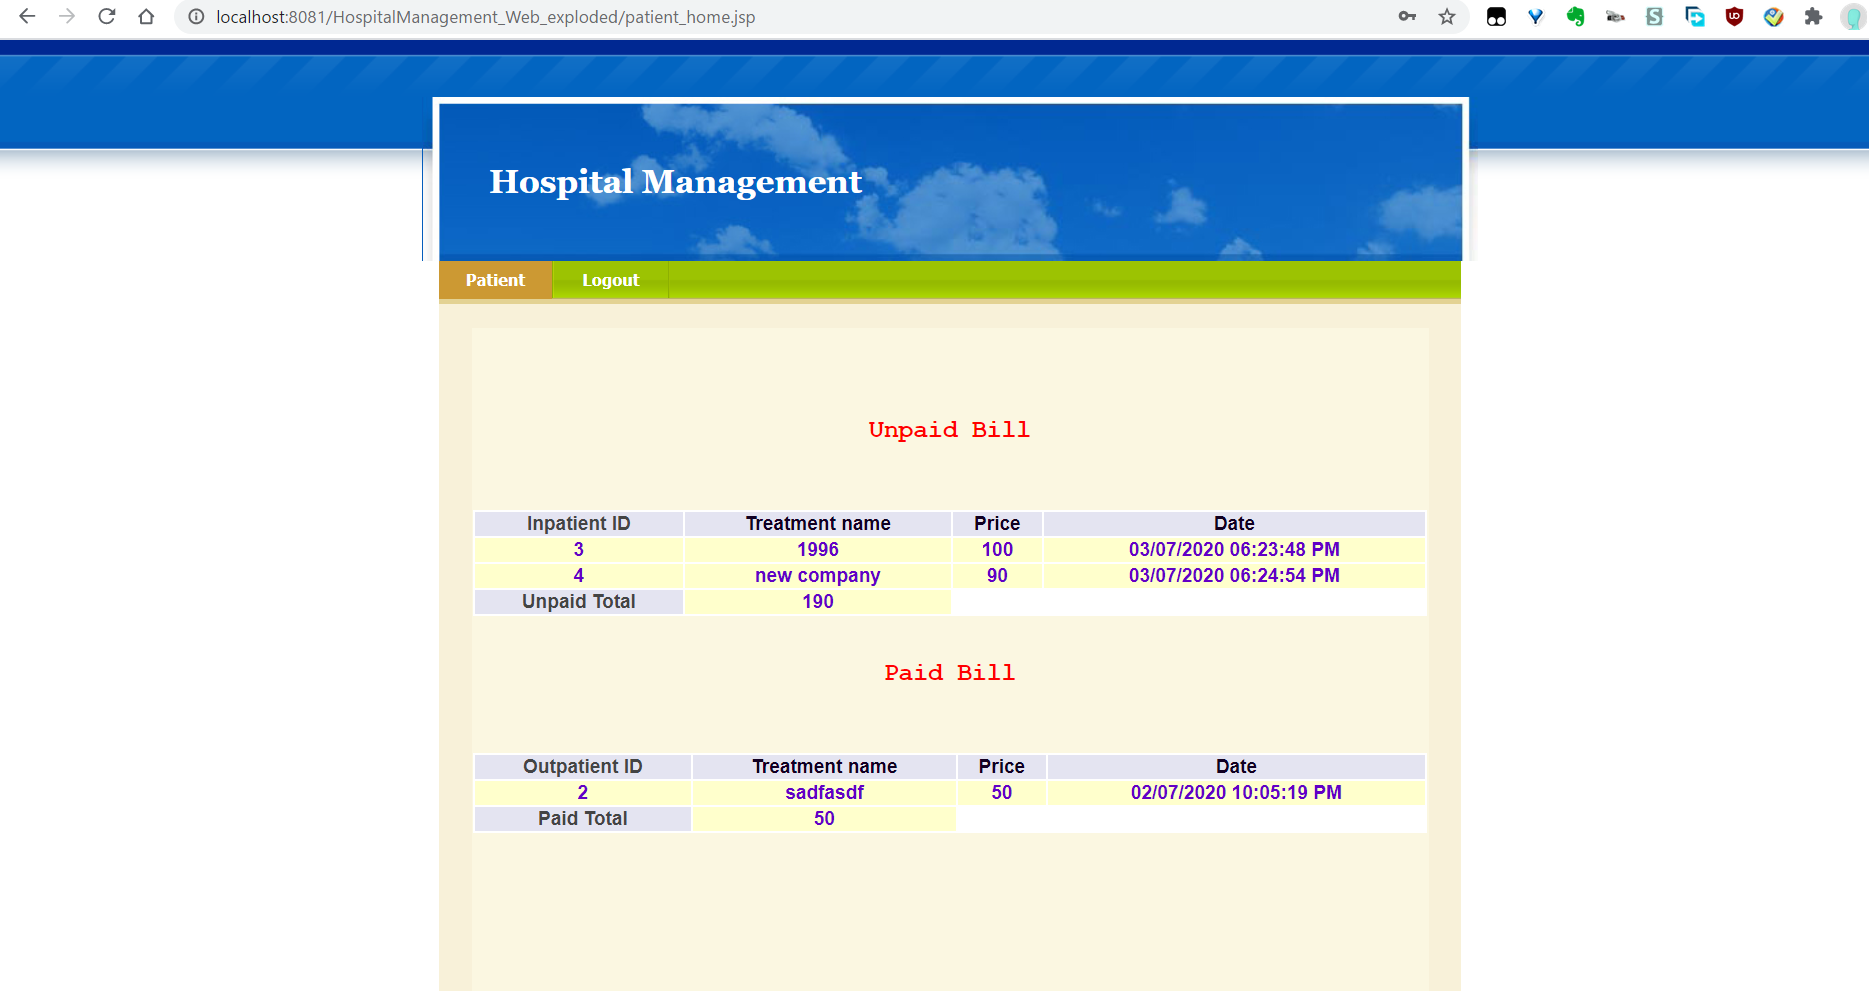 localhost:8081/HospitalManagement_Web_exploded/patient_home.jsp
Hospital Management
Patient Logout
Unpaid Bill
Inpatient ID Treatment name Price Date
3 1996 100 03/07/2020 06:23:48 PM
4 new company 90 03/07/2020 06:24:54 PM
Unpaid Total 190
Paid Bill
Outpatient ID Treatment name Price Date
2 sadfasdf 50 02/07/2020 10:05:19 PM
Paid Total 50